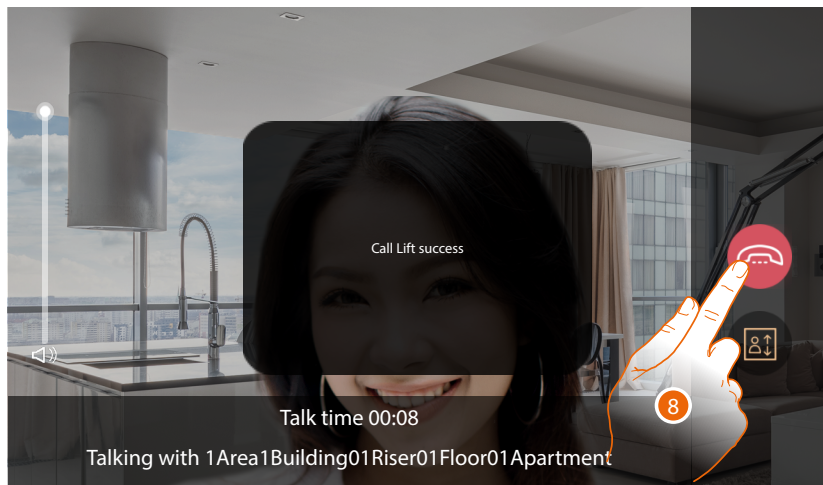 Call Lift success
8
Talk time 00:08
Talking with 1Area1Building01Riser01Floor01Apartment